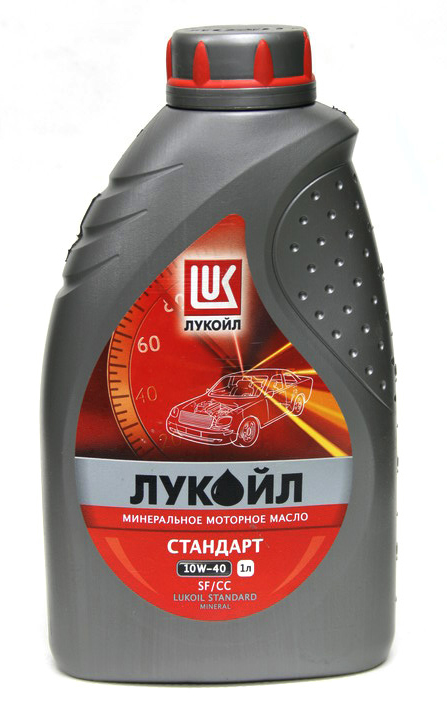 LUK
ЛУКОЙЛ
60
40
ЛУКОЙЛ
МИНЕРАЛЬНОЕ МОТОРНОЕ МАСЛО
СТАНДАРТ
10W-40 1л
SF/CC
LUKOIL STANDARD
MINERAL